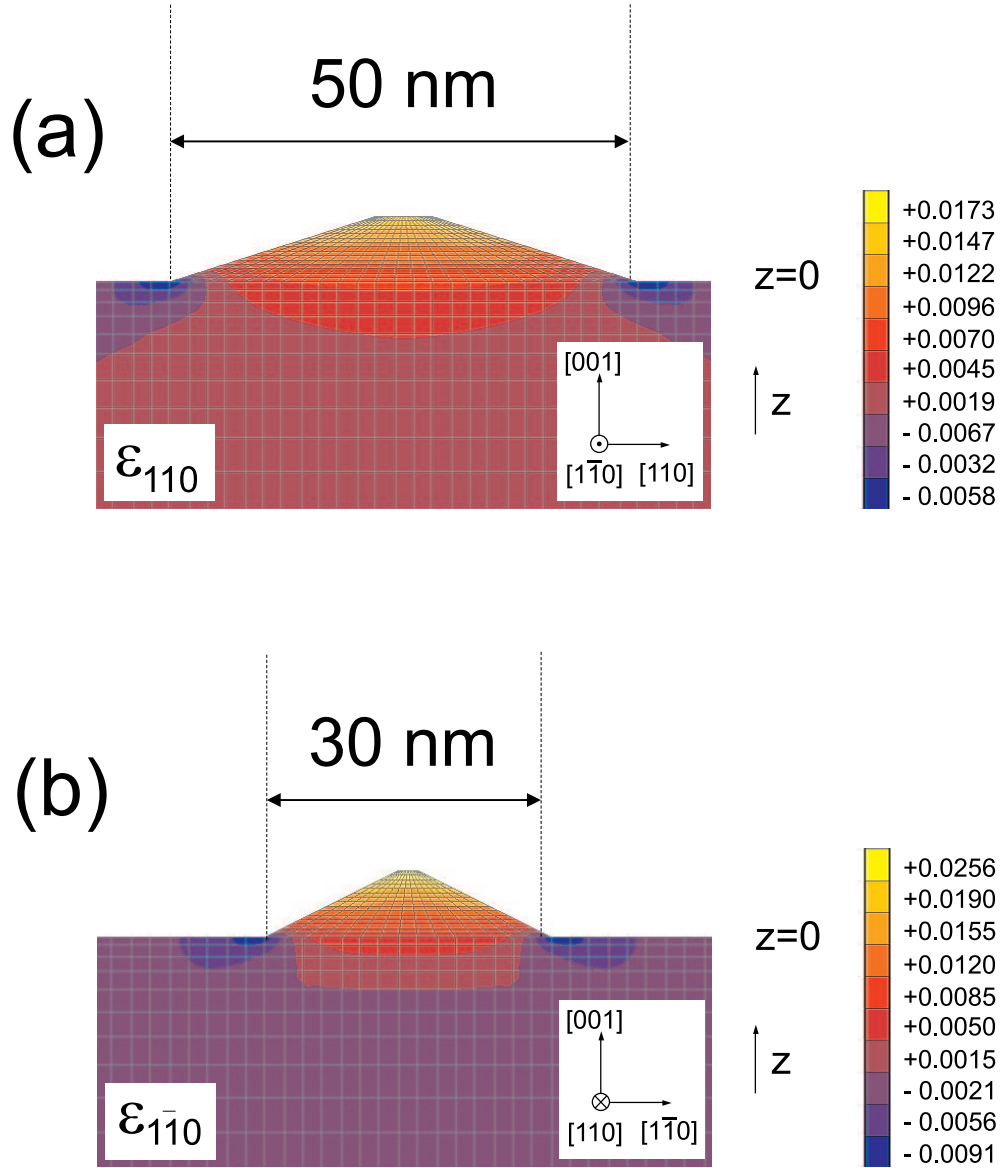 (a)
50 nm
z=0
z
[001]
[11̅0]
[110]
ε110
+0.0173
+0.0147
+0.0122
+0.0096
+0.0070
+0.0045
+0.0019
- 0.0067
- 0.0032
- 0.0058
(b)
30 nm
z=0
z
[001]
[110]
[11̅0]
ε11̅0
+0.0256
+0.0190
+0.0155
+0.0120
+0.0085
+0.0050
+0.0015
- 0.0021
- 0.0056
- 0.0091